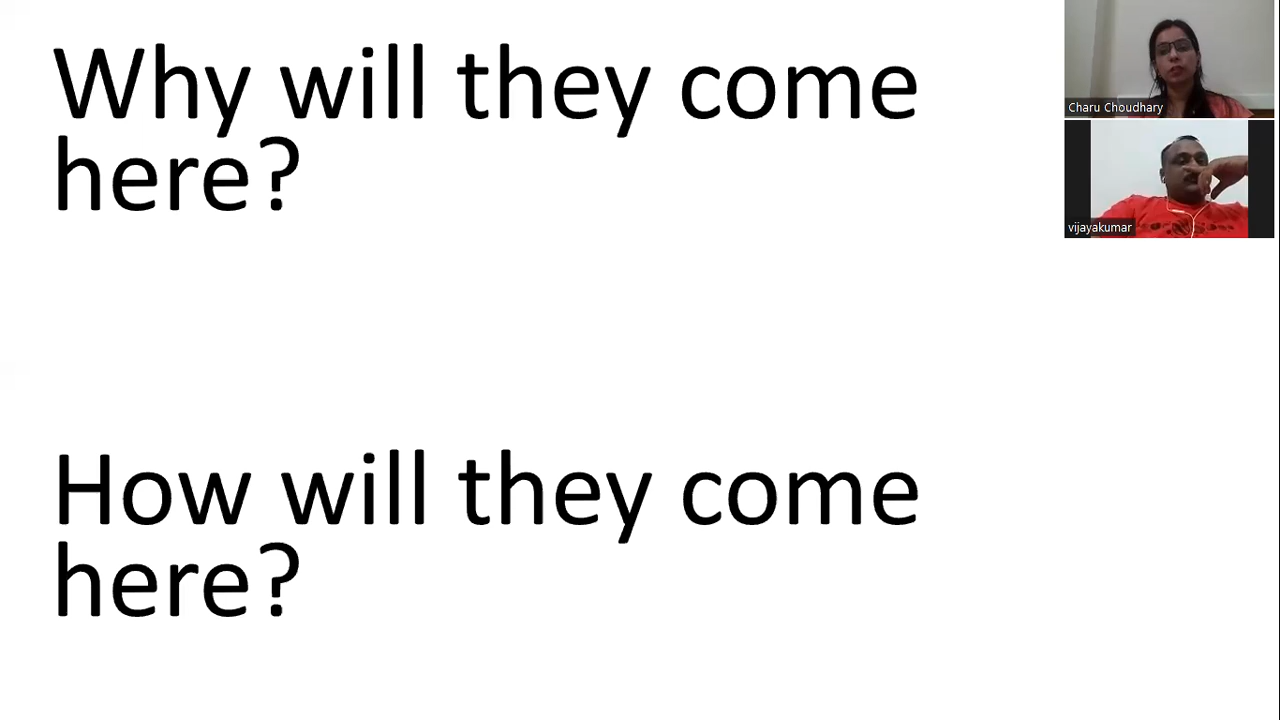 Why will they come
here?
How will they come
here?
Charu Choudhary
vijayakumar